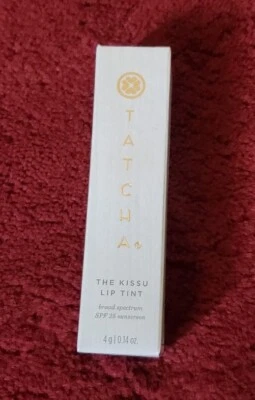 TATCHA
THE KISSU
LIP TINT
broad spectrum
SPF 25 sunscreen
4 g | 0.14 oz.